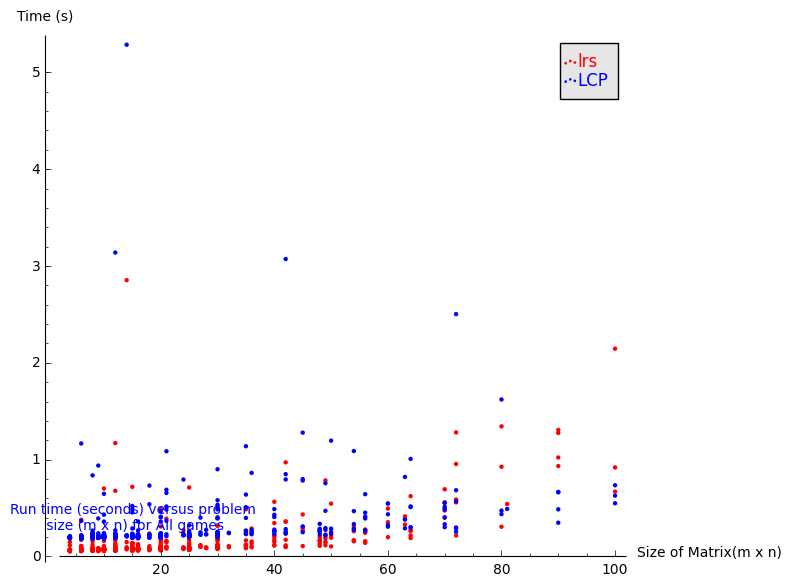 Time (s)
lrs
LCP
5
4
3
2
1
0
Run time (seconds) versus problem
size (m x n) for All games
20
40
60
80
100
Size of Matrix(m x n)